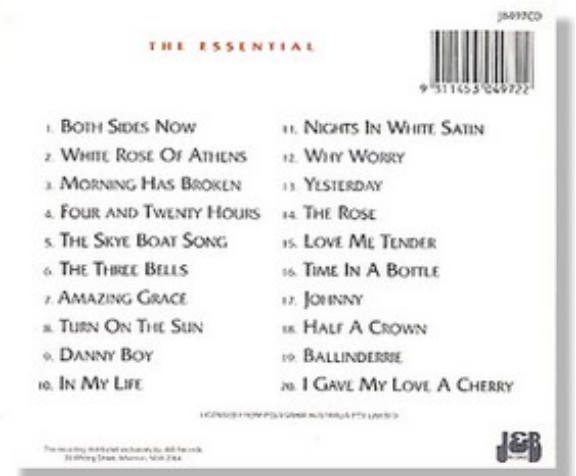 J&B497CD
THE ESSENTIAL
9 311453 049722
1. BOTH SIDES NOW
2. WHITE ROSE OF ATHENS
3. MORNING HAS BROKEN
4. FOUR AND TWENTY HOURS
5. THE SKYE BOAT SONG
6. THE THREE BELLS
7. AMAZING GRACE
8. TURN ON THE SUN
9. DANNY BOY
10. IN MY LIFE
11. NIGHTS IN WHITE SATIN
12. WHY WORRY
13. YESTERDAY
14. THE ROSE
15. LOVE ME TENDER
16. TIME IN A BOTTLE
17. JOHNNY
18. HALF A CROWN
19. BALLINDERRIE
20. I GAVE MY LOVE A CHERRY
LICENSED FROM POLYGRAM AUSTRALIA PTY LIMITED
J&B